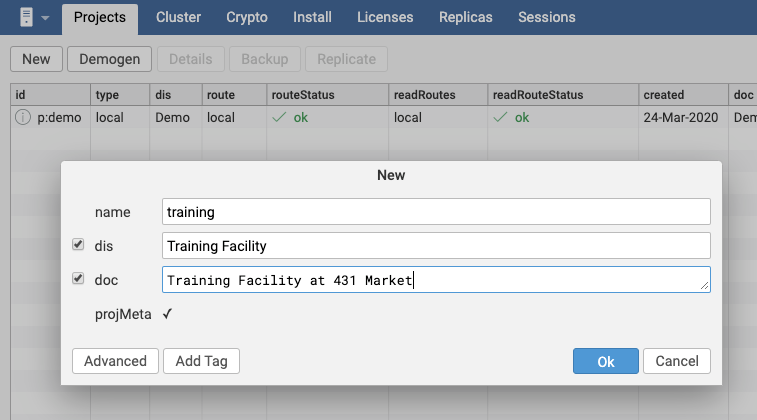 Projects Cluster Crypto Install Licenses Replicas Sessions
New Demogen Details Backup Replicate
id type dis route routeStatus readRoutes readRouteStatus created doc
p:demo local Demo local ok local ok 24-Mar-2020 Dem
New
name training
dis Training Facility
doc Training Facility at 431 Market
projMeta ✓
Advanced Add Tag Ok Cancel